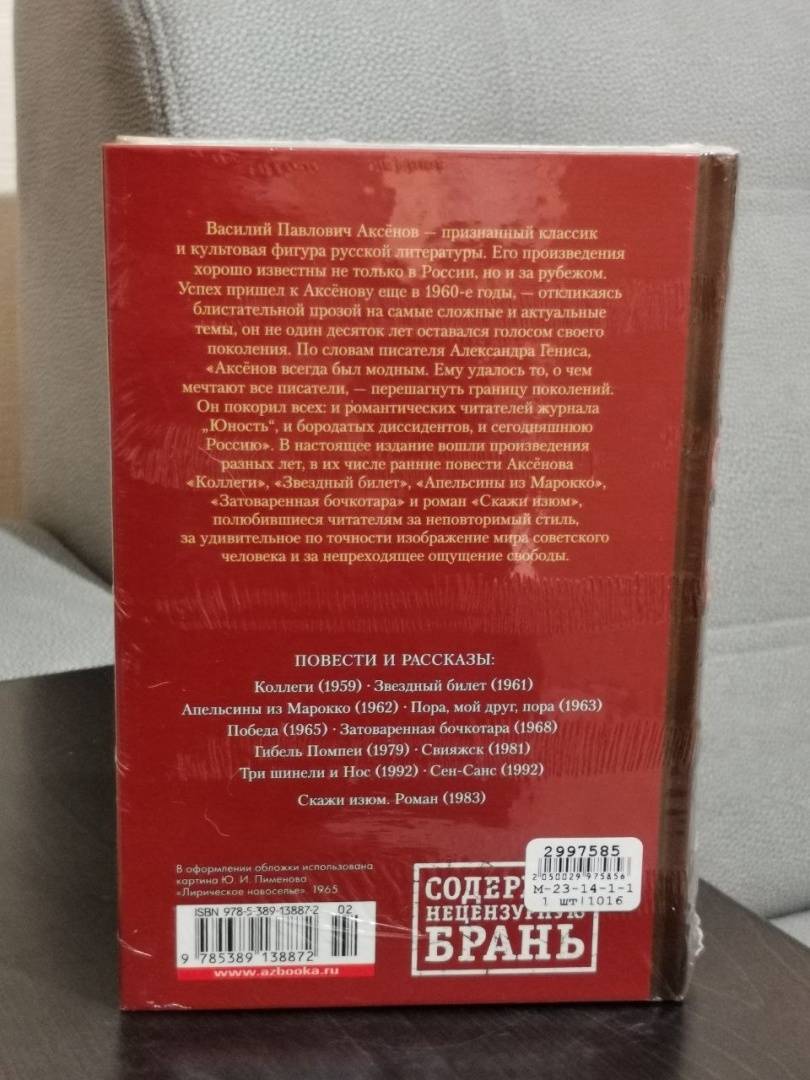 Василий Павлович Аксёнов — признанный классик
и культовая фигура русской литературы. Его произведения
хорошо известны не только в России, но и за рубежом.
Успех пришел к Аксёнову еще в 1960-е годы, — откликаясь
блистательной прозой на самые сложные и актуальные
темы, он не один десяток лет оставался голосом своего
поколения. По словам писателя Александра Гениса,
«Аксёнов всегда был модным. Ему удалось то, о чем
мечтают все писатели, — перешагнуть границу поколений.
Он покорил всех: и романтических читателей журнала
„Юность“, и бородатых диссидентов, и сегодняшнюю
Россию». В настоящее издание вошли произведения
разных лет, в их числе ранние повести Аксёнова
«Коллеги», «Звездный билет», «Апельсины из Марокко»,
«Затоваренная бочкотара» и роман «Скажи изюм»,
полюбившиеся читателям за неповторимый стиль,
за удивительное по точности изображение мира советского
человека и за непреходящее ощущение свободы.
ПОВЕСТИ И РАССКАЗЫ:
Коллеги (1959) · Звездный билет (1961)
Апельсины из Марокко (1962) · Пора, мой друг, пора (1963)
Победа (1965) · Затоваренная бочкотара (1968)
Гибель Помпеи (1979) · Свияжск (1981)
Три шинели и Нос (1992) · Сен-Санс (1992)
Скажи изюм. Роман (1983)
В оформлении обложки использована
картина Ю. И. Пименова
«Лирическое новоселье». 1965
ISBN 978-5-389-13887-2 02
9 785389 138872
www.azbooka.ru
2997585
2 050029 975856
М-23-14-1-1
1 шт|1016
СОДЕР
НЕЦЕНЗУРНУЮ
БРАНЬ